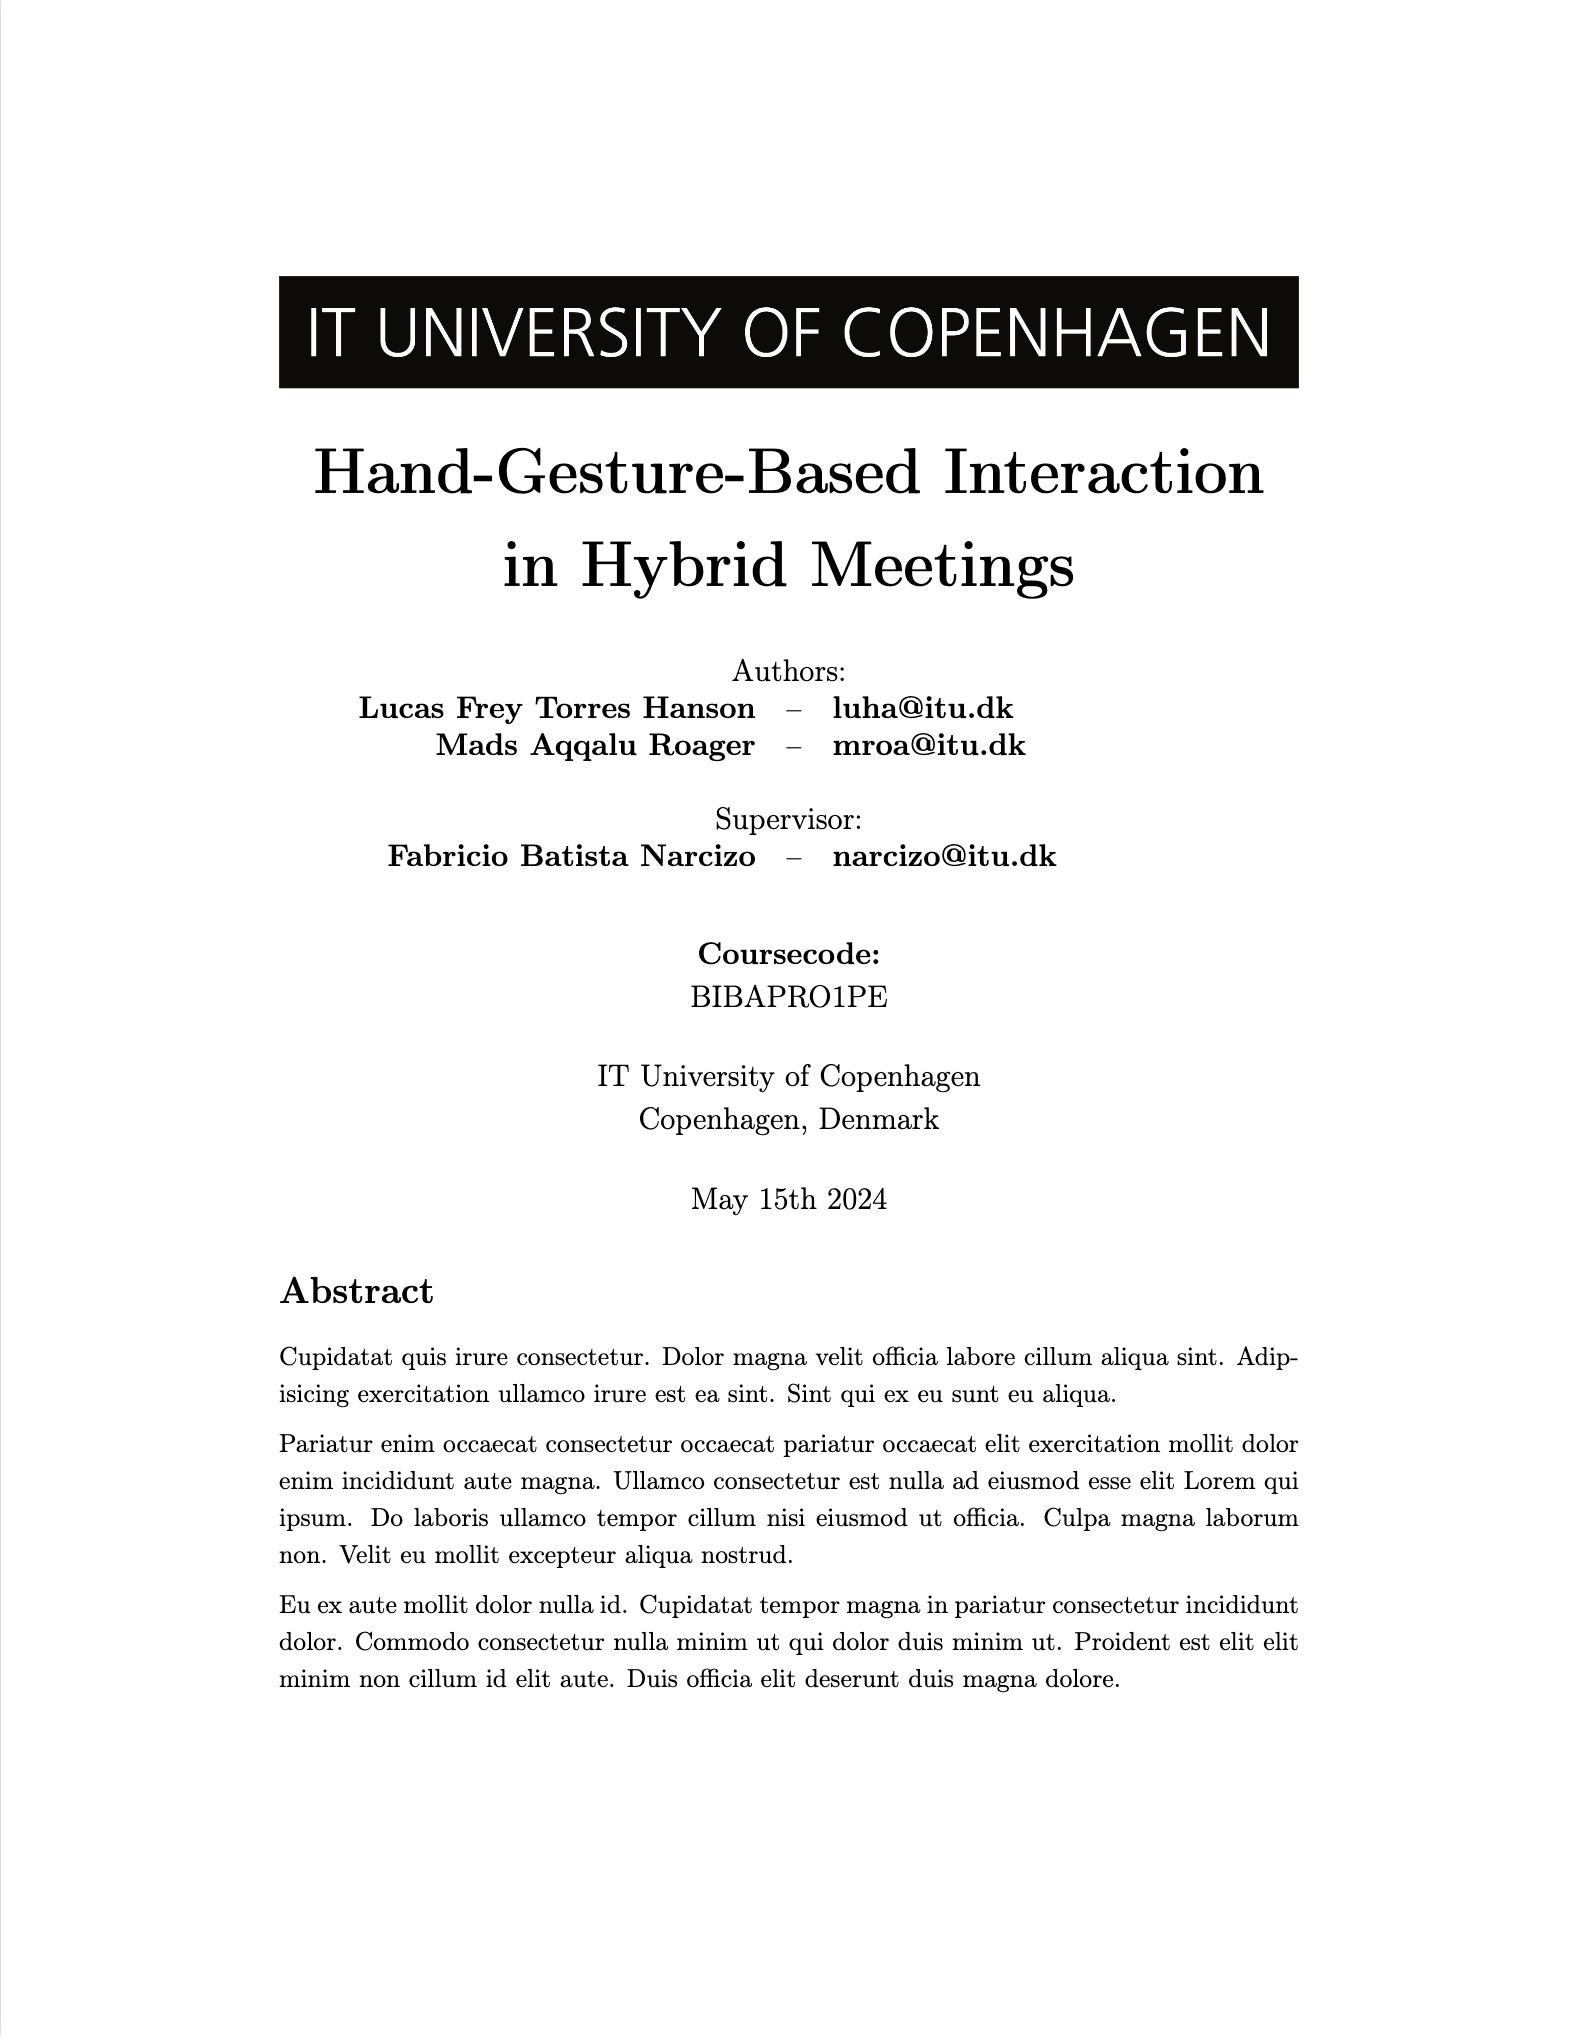 IT UNIVERSITY OF COPENHAGEN
Hand-Gesture-Based Interaction
in Hybrid Meetings
Authors:
Lucas Frey Torres Hanson – luha@itu.dk
Mads Aqqalu Roager – mroa@itu.dk
Supervisor:
Fabricio Batista Narcizo – narcizo@itu.dk
Coursecode:
BIBAPRO1PE
IT University of Copenhagen
Copenhagen, Denmark
May 15th 2024
Abstract
Cupidatat quis irure consectetur. Dolor magna velit officia labore cillum aliqua sint. Adip-
isicing exercitation ullamco irure est ea sint. Sint qui ex eu sunt eu aliqua.
Pariatur enim occaecat consectetur occaecat pariatur occaecat elit exercitation mollit dolor
enim incididunt aute magna. Ullamco consectetur est nulla ad eiusmod esse elit Lorem qui
ipsum. Do laboris ullamco tempor cillum nisi eiusmod ut officia. Culpa magna laborum
non. Velit eu mollit excepteur aliqua nostrud.
Eu ex aute mollit dolor nulla id. Cupidatat tempor magna in pariatur consectetur incididunt
dolor. Commodo consectetur nulla minim ut qui dolor duis minim ut. Proident est elit elit
minim non cillum id elit aute. Duis officia elit deserunt duis magna dolore.